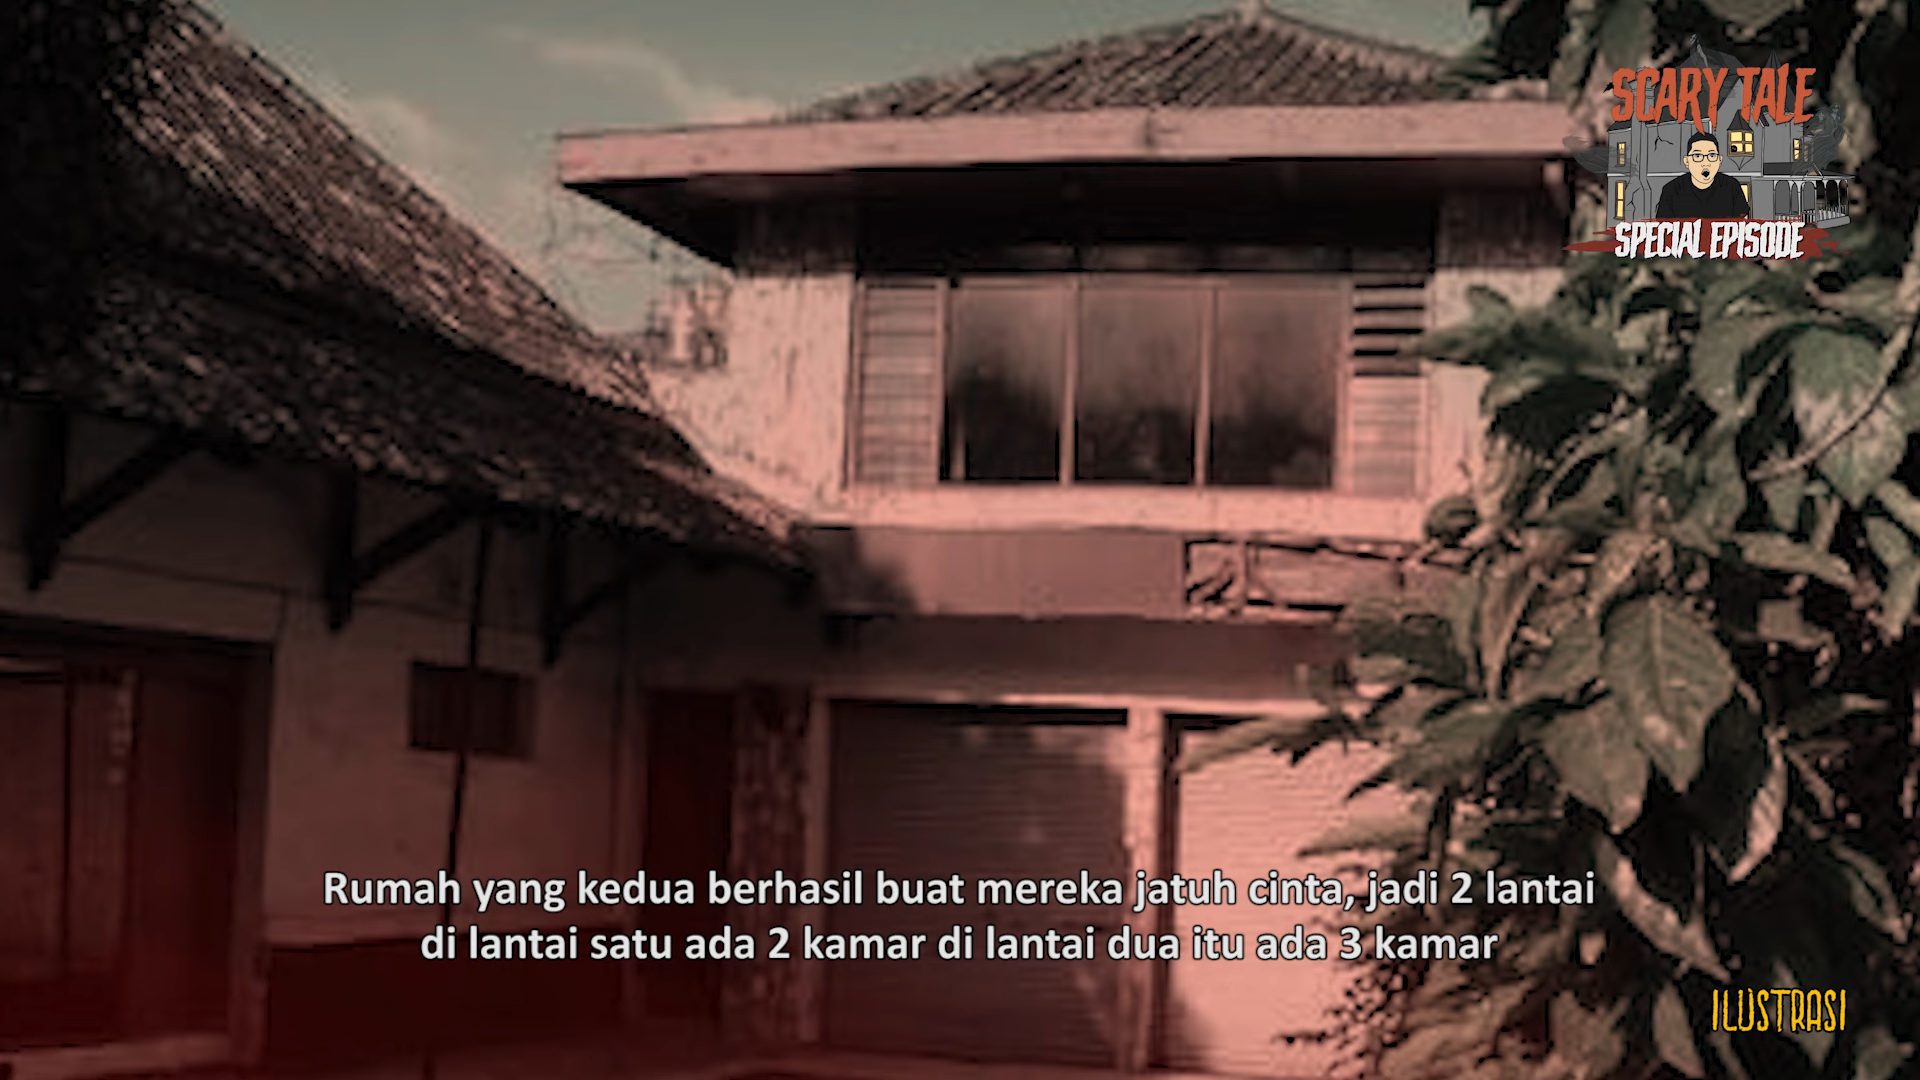 SCARY TALE
SPECIAL EPISODE
Rumah yang kedua berhasil buat mereka jatuh cinta, jadi 2 lantai
di lantai satu ada 2 kamar di lantai dua itu ada 3 kamar
ILUSTRASI